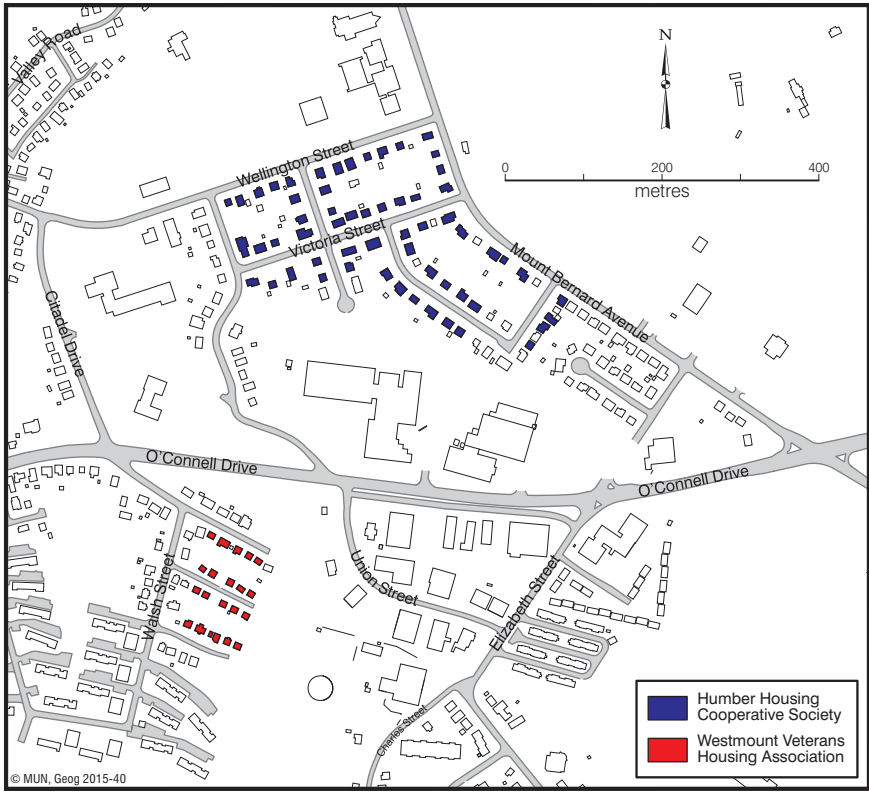 Valley Road
N
0 200 400
metres
Wellington Street
Victoria Street
Mount Bernard Avenue
Citadel Drive
O'Connell Drive
O'Connell Drive
Walsh Street
Union Street
Elizabeth Street
Charles Street
Humber Housing
Cooperative Society
Westmount Veterans
Housing Association
© MUN, Geog 2015-40